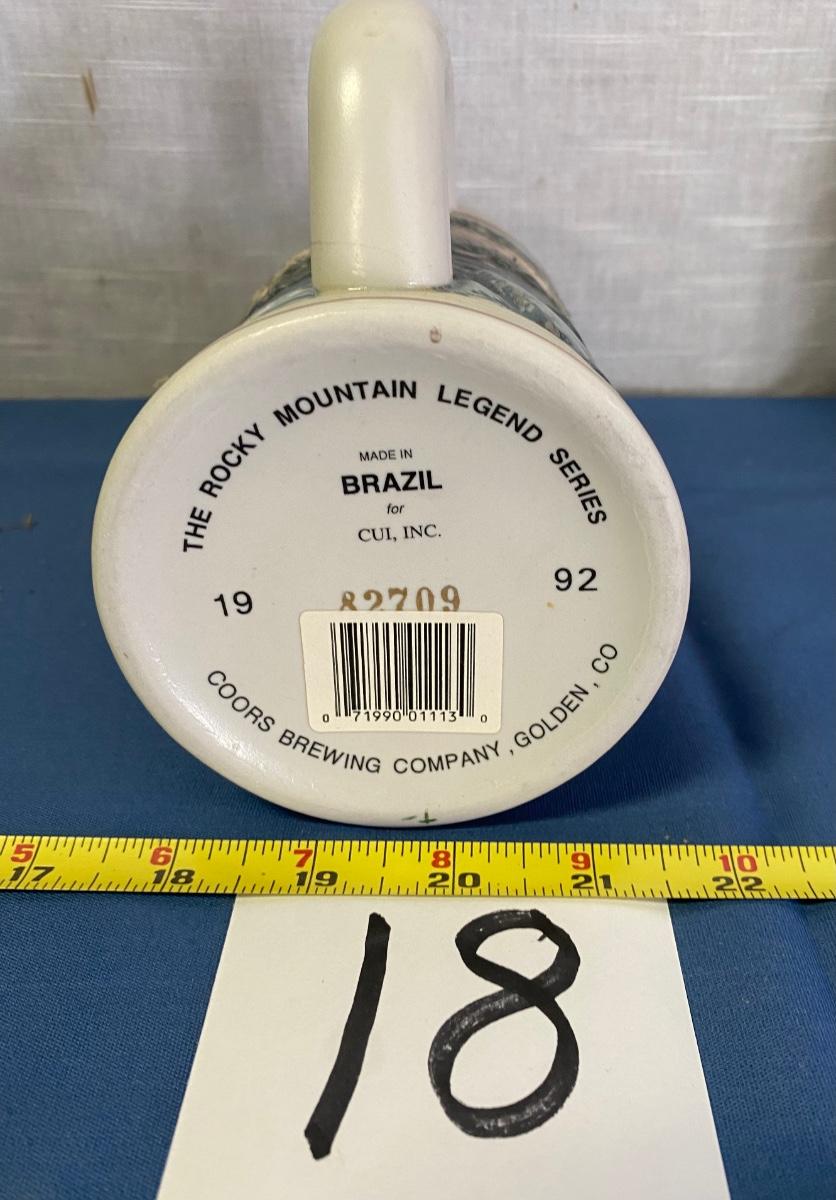 THE ROCKY MOUNTAIN LEGEND SERIES
MADE IN
BRAZIL
for
CUI, INC.
19 92
82709
0 71990 01113 0
COORS BREWING COMPANY, GOLDEN, CO
5 6 7 8 9 10
17 18 19 20 21 22
18